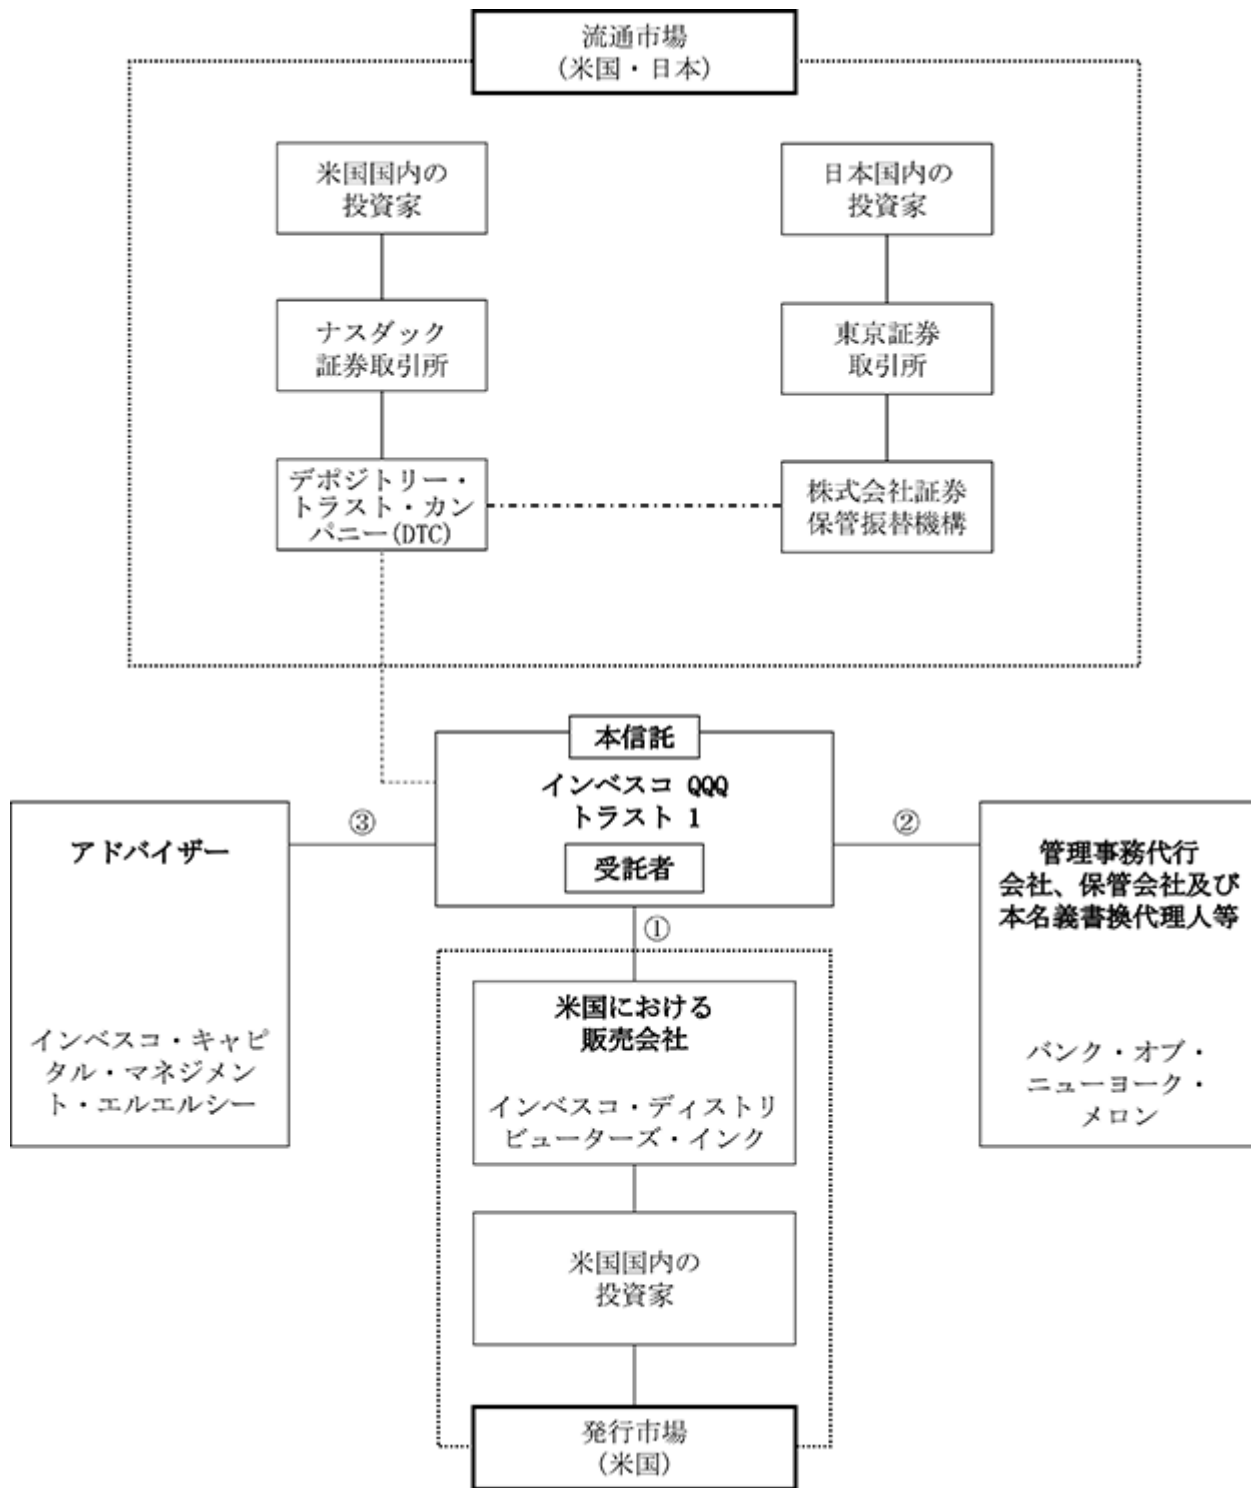 流通市場
(米国・日本)
米国国内の
投資家
日本国内の
投資家
ナスダック
証券取引所
東京証券
取引所
デポジトリー・
トラスト・カン
パニー(DTC)
株式会社証券
保管振替機構
本信託
インベスコ QQQ
トラスト 1
受託者
③
②
①
アドバイザー
インベスコ・キャピ
タル・マネジメン
ト・エルエルシー
管理事務代行
会社、保管会社及び
本名義書換代理人等
バンク・オブ・
ニューヨーク・
メロン
米国における
販売会社
インベスコ・ディストリ
ビューターズ・インク
米国国内の
投資家
発行市場
(米国)